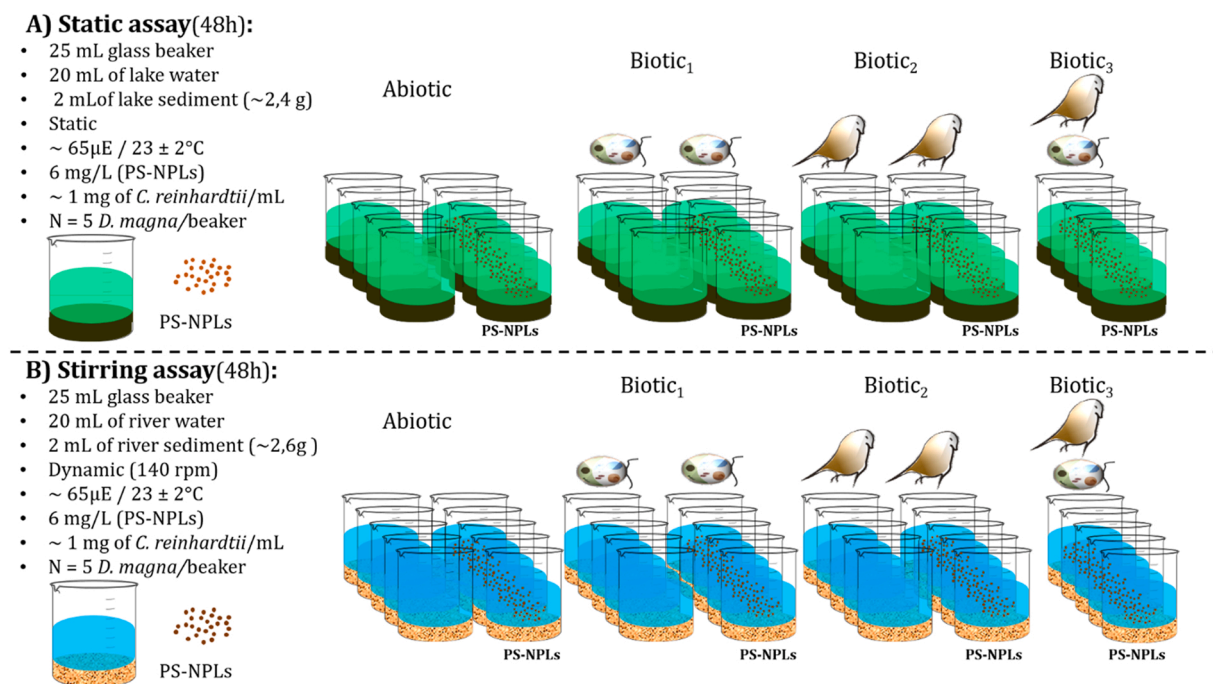 A) Static assay(48h):
• 25 mL glass beaker
• 20 mL of lake water
• 2 mLof lake sediment (~2,4 g)
• Static
• ~ 65µE / 23 ± 2°C
• 6 mg/L (PS-NPLs)
• ~ 1 mg of C. reinhardtii/mL
• N = 5 D. magna/beaker
PS-NPLs
Abiotic
Biotic₁
Biotic₂
Biotic₃
PS-NPLs
PS-NPLs
PS-NPLs
PS-NPLs
B) Stirring assay(48h):
• 25 mL glass beaker
• 20 mL of river water
• 2 mL of river sediment (~2,6g )
• Dynamic (140 rpm)
• ~ 65µE / 23 ± 2°C
• 6 mg/L (PS-NPLs)
• ~ 1 mg of C. reinhardtii/mL
• N = 5 D. magna/beaker
PS-NPLs
Abiotic
Biotic₁
Biotic₂
Biotic₃
PS-NPLs
PS-NPLs
PS-NPLs
PS-NPLs